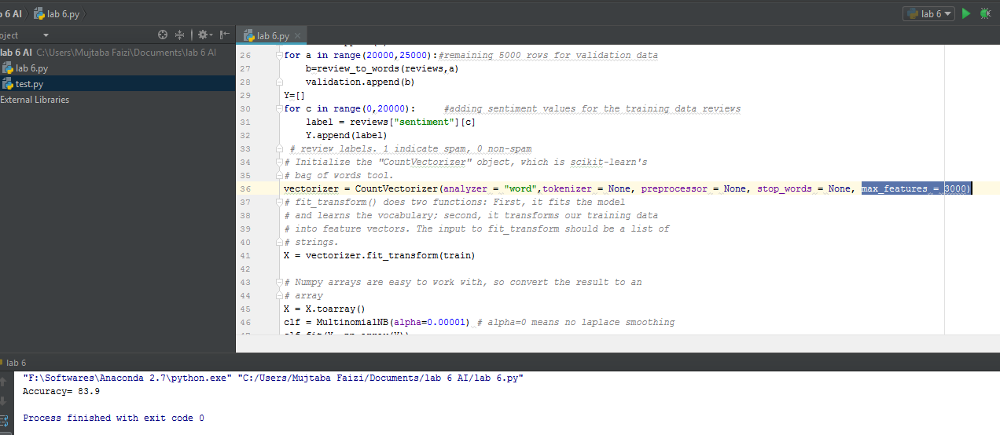 6 AI lab 6.py lab 6
oject lab 6.py
lab 6 AI C:\Users\Mujtaba Faizi\Documents\lab 6 AI
lab 6.py
test.py
External Libraries
26 for a in range(20000,25000):#remaining 5000 rows for validation data
27 b=review_to_words(reviews,a)
28 validation.append(b)
29 Y=[]
30 for c in range(0,20000): #adding sentiment values for the training data reviews
31 label = reviews["sentiment"][c]
32 Y.append(label)
33 # review labels. 1 indicate spam, 0 non-spam
34 # Initialize the "CountVectorizer" object, which is scikit-learn's
35 # bag of words tool.
36 vectorizer = CountVectorizer(analyzer = "word",tokenizer = None, preprocessor = None, stop_words = None, max_features = 3000)
37 # fit_transform() does two functions: First, it fits the model
38 # and learns the vocabulary; second, it transforms our training data
39 # into feature vectors. The input to fit_transform should be a list of
40 # strings.
41 X = vectorizer.fit_transform(train)
42
43 # Numpy arrays are easy to work with, so convert the result to an
44 # array
45 X = X.toarray()
46 clf = MultinomialNB(alpha=0.00001) # alpha=0 means no laplace smoothing
lab 6
"F:\Softwares\Anaconda 2.7\python.exe" "C:/Users/Mujtaba Faizi/Documents/lab 6 AI/lab 6.py"
Accuracy= 83.9
Process finished with exit code 0